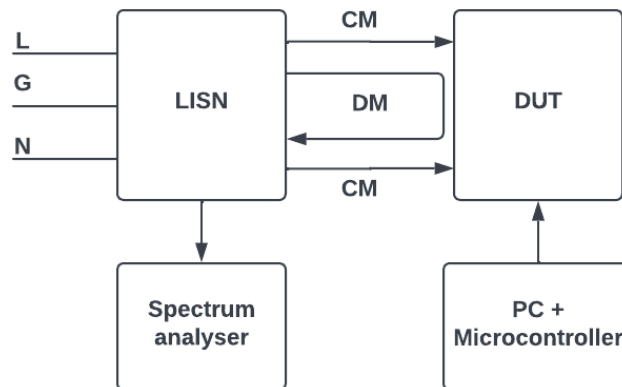 L
G
N
LISN
CM
DM
CM
DUT
Spectrum
analyser
PC +
Microcontroller